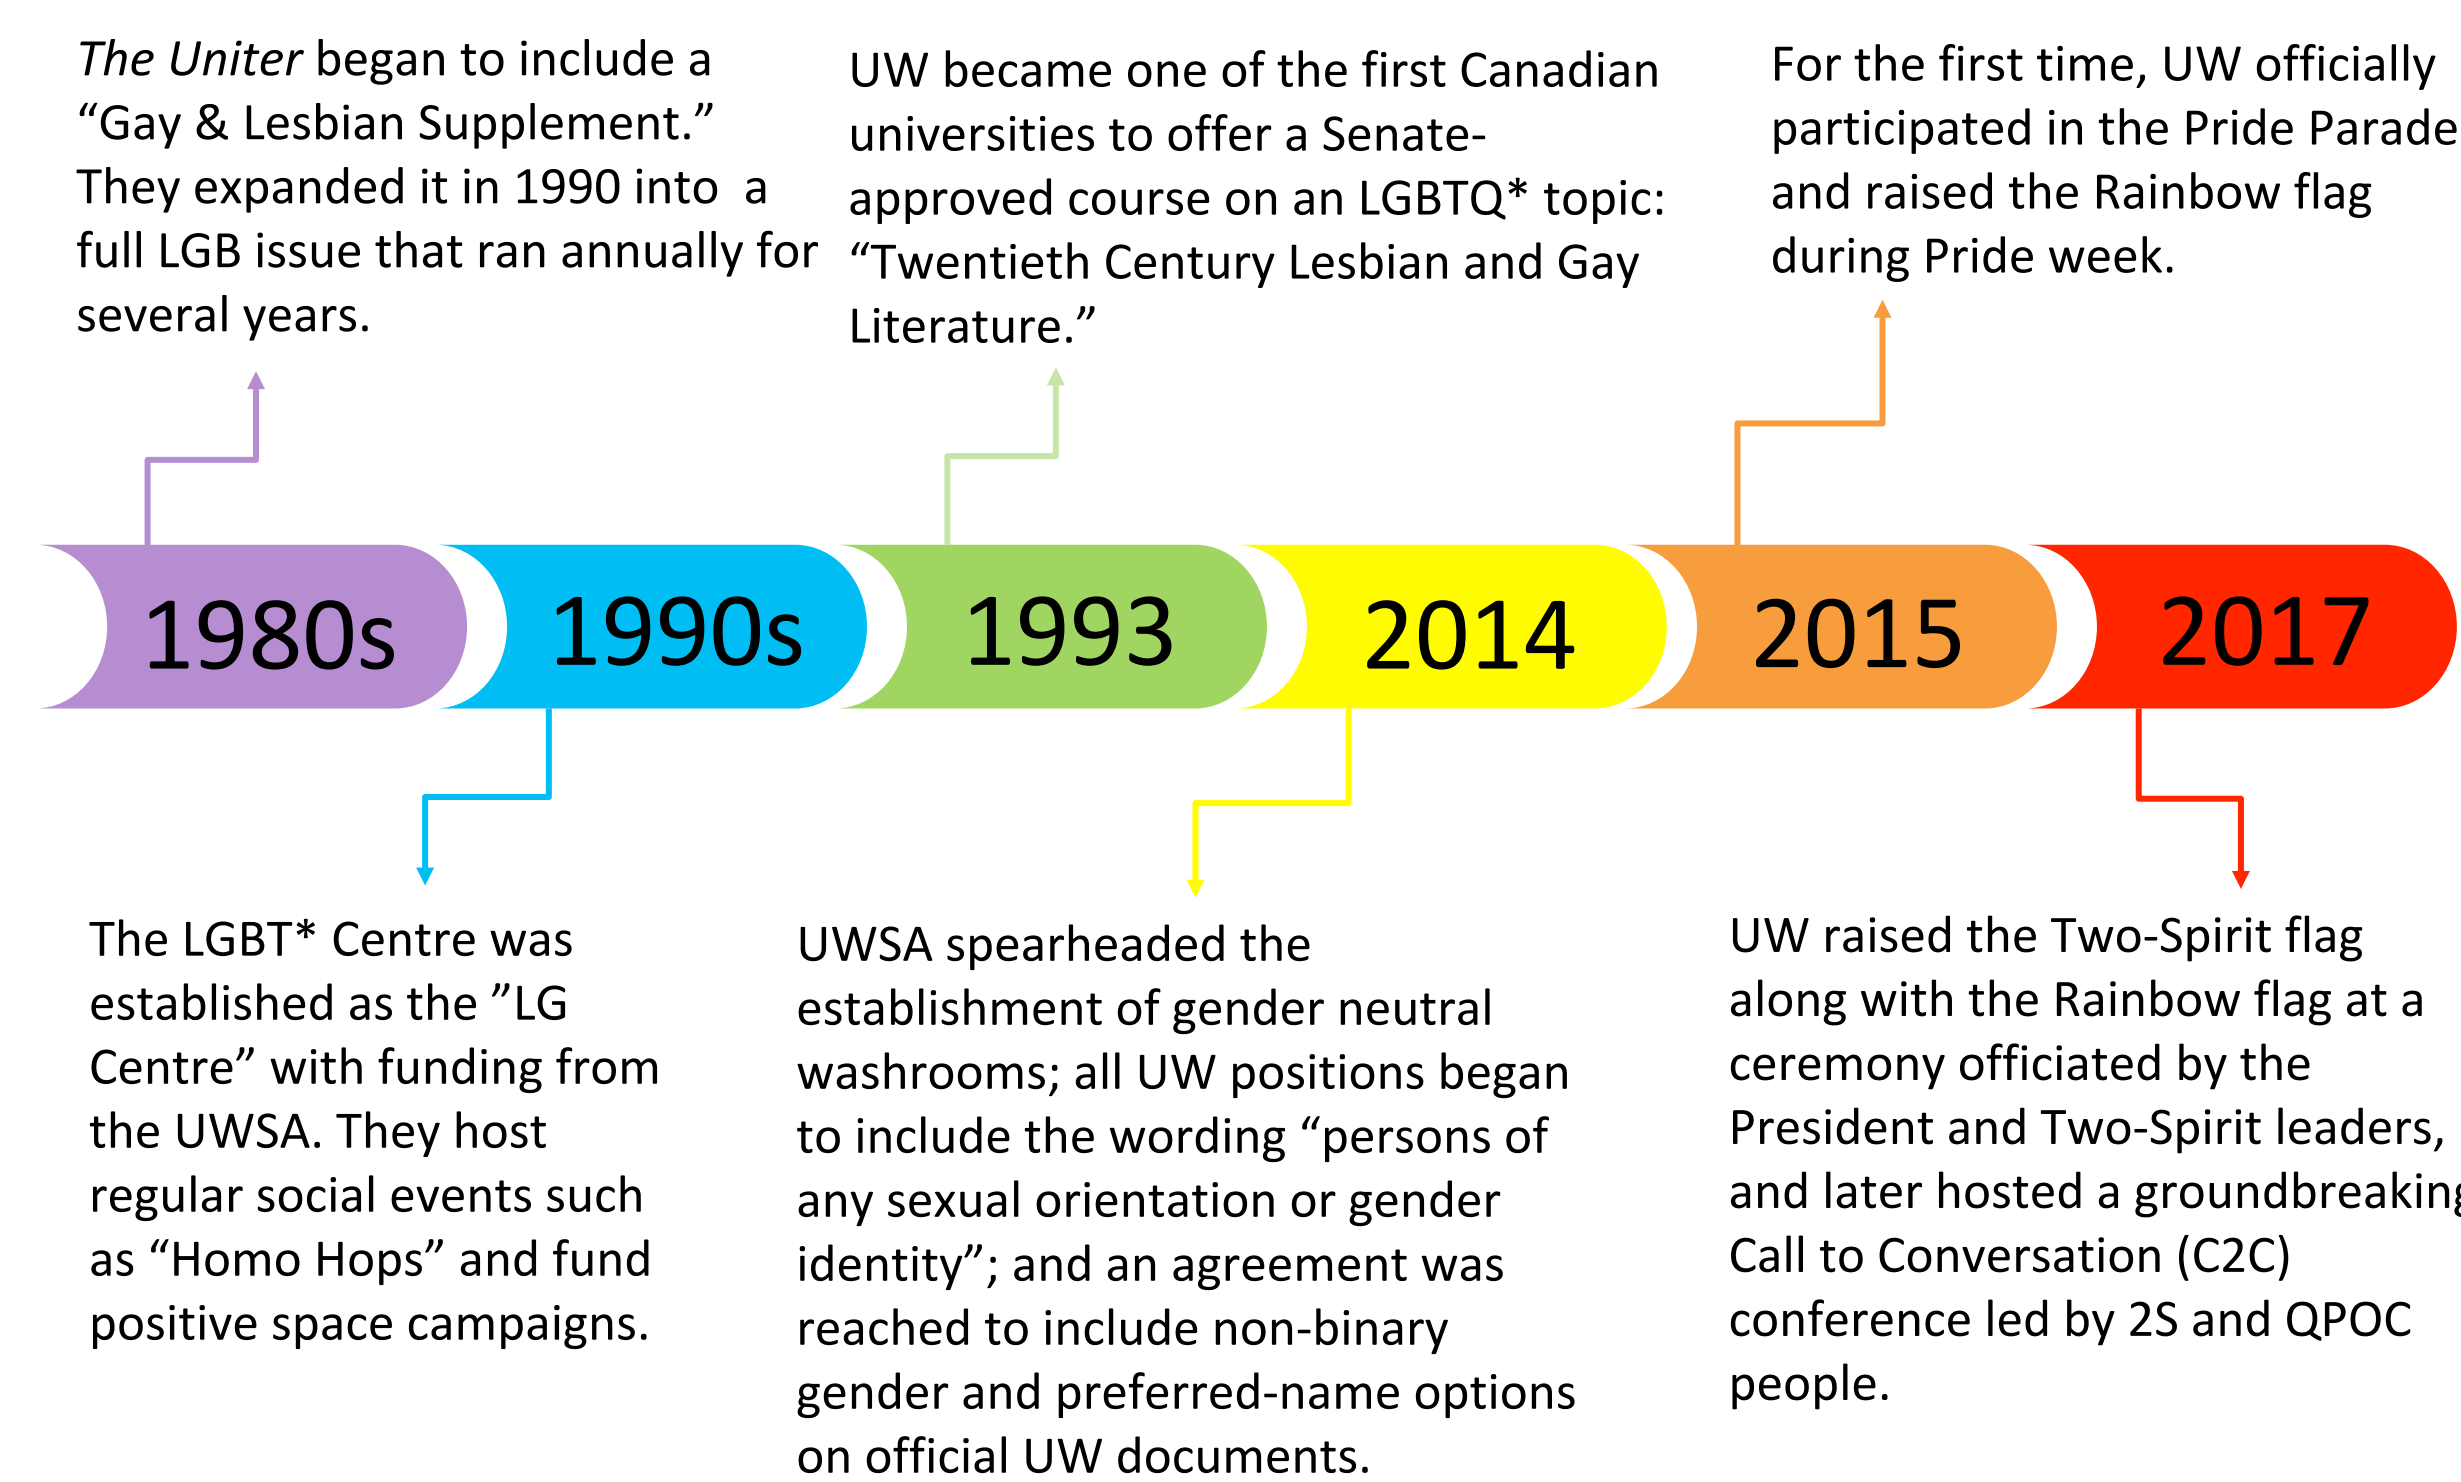 The Uniter began to include a
“Gay & Lesbian Supplement.”
They expanded it in 1990 into  a
full LGB issue that ran annually for
several years.
UW became one of the first Canadian
universities to offer a Senate-
approved course on an LGBTQ* topic:
“Twentieth Century Lesbian and Gay
Literature.”
For the first time, UW officially
participated in the Pride Parade
and raised the Rainbow flag
during Pride week.
1980s
1990s
1993
2014
2015
2017
The LGBT* Centre was
established as the ”LG
Centre” with funding from
the UWSA. They host
regular social events such
as “Homo Hops” and fund
positive space campaigns.
UWSA spearheaded the
establishment of gender neutral
washrooms; all UW positions began
to include the wording “persons of
any sexual orientation or gender
identity”; and an agreement was
reached to include non-binary
gender and preferred-name options
on official UW documents.
UW raised the Two-Spirit flag
along with the Rainbow flag at a
ceremony officiated by the
President and Two-Spirit leaders,
and later hosted a groundbreaking
Call to Conversation (C2C)
conference led by 2S and QPOC
people.